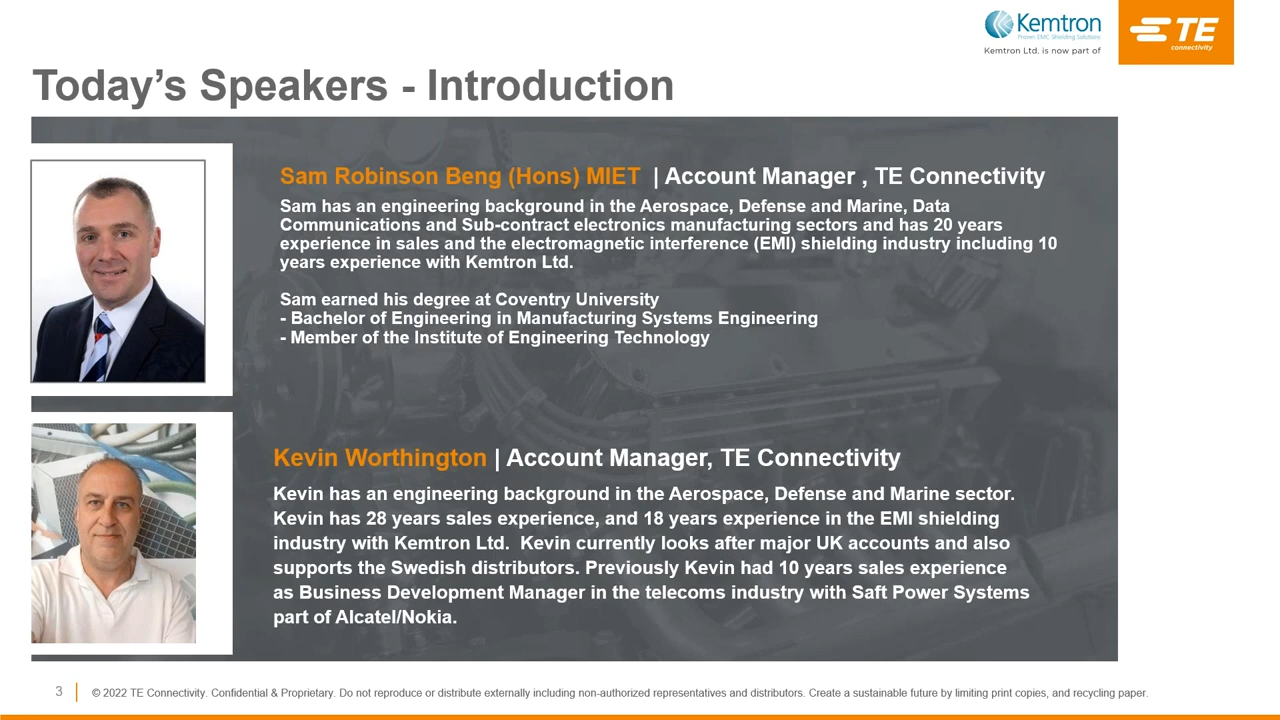 Kemtron
Proven EMC Shielding Solutions
Kemtron Ltd. is now part of
TE
connectivity
Today’s Speakers - Introduction
Sam Robinson Beng (Hons) MIET | Account Manager , TE Connectivity
Sam has an engineering background in the Aerospace, Defense and Marine, Data
Communications and Sub-contract electronics manufacturing sectors and has 20 years
experience in sales and the electromagnetic interference (EMI) shielding industry including 10
years experience with Kemtron Ltd.
Sam earned his degree at Coventry University
- Bachelor of Engineering in Manufacturing Systems Engineering
- Member of the Institute of Engineering Technology
Kevin Worthington | Account Manager, TE Connectivity
Kevin has an engineering background in the Aerospace, Defense and Marine sector.
Kevin has 28 years sales experience, and 18 years experience in the EMI shielding
industry with Kemtron Ltd. Kevin currently looks after major UK accounts and also
supports the Swedish distributors. Previously Kevin had 10 years sales experience
as Business Development Manager in the telecoms industry with Saft Power Systems
part of Alcatel/Nokia.
3
© 2022 TE Connectivity. Confidential & Proprietary. Do not reproduce or distribute externally including non-authorized representatives and distributors. Create a sustainable future by limiting print copies, and recycling paper.